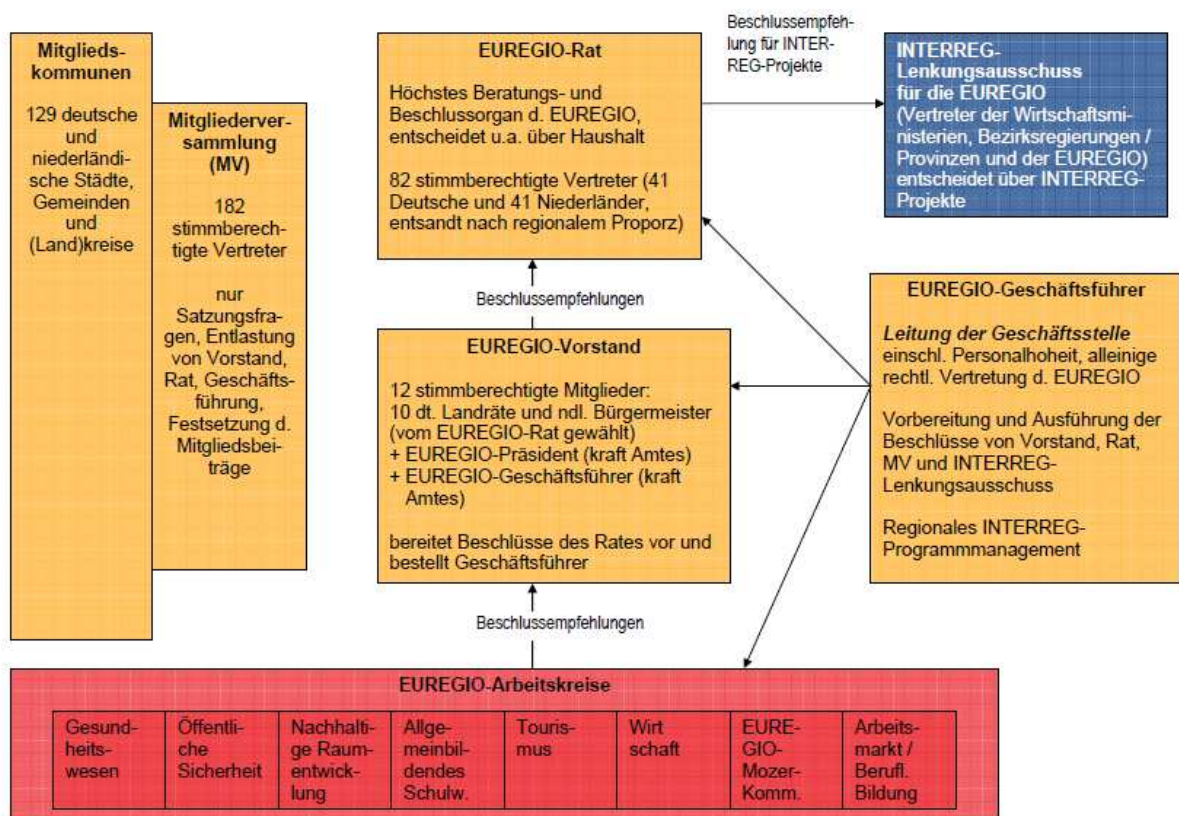 Mitglieds-
kommunen
129 deutsche
und
niederländi-
sche Städte,
Gemeinden
und
(Land)kreise
Mitgliederver-
sammlung
(MV)
182
stimmberech-
tigte Vertreter
nur
Satzungsfra-
gen, Entlastung
von Vorstand,
Rat, Geschäfts-
führung,
Festsetzung d.
Mitgliedsbei-
träge
EUREGIO-Rat
Höchstes Beratungs- und
Beschlussorgan d. EUREGIO,
entscheidet u.a. über Haushalt
82 stimmberechtigte Vertreter (41
Deutsche und 41 Niederländer,
entsandt nach regionalem Proporz)
Beschlussempfeh-
lung für INTER-
REG-Projekte
INTERREG-
Lenkungsausschuss
für die EUREGIO
(Vertreter der Wirtschaftsmi-
nisterien, Bezirksregierungen /
Provinzen und der EUREGIO)
entscheidet über INTERREG-
Projekte
Beschlussempfehlungen
EUREGIO-Vorstand
12 stimmberechtigte Mitglieder:
10 dt. Landräte und ndl. Bürgermeister
(vom EUREGIO-Rat gewählt)
+ EUREGIO-Präsident (kraft Amtes)
+ EUREGIO-Geschäftsführer (kraft
Amtes)
bereitet Beschlüsse des Rates vor und
bestellt Geschäftsführer
EUREGIO-Geschäftsführer
Leitung der Geschäftsstelle
einschl. Personalhoheit, alleinige
rechtl. Vertretung d. EUREGIO
Vorbereitung und Ausführung der
Beschlüsse von Vorstand, Rat,
MV und INTERREG-
Lenkungsausschuss
Regionales INTERREG-
Programmmanagement
Beschlussempfehlungen
EUREGIO-Arbeitskreise
Gesund-
heits-
wesen
Öffentli-
che
Sicherheit
Nachhalti-
ge Raum-
entwick-
lung
Allge-
meinbil-
dendes
Schulw.
Touris-
mus
Wirt
schaft
EURE-
GIO-
Mozer-
Komm.
Arbeits-
markt /
Berufl.
Bildung